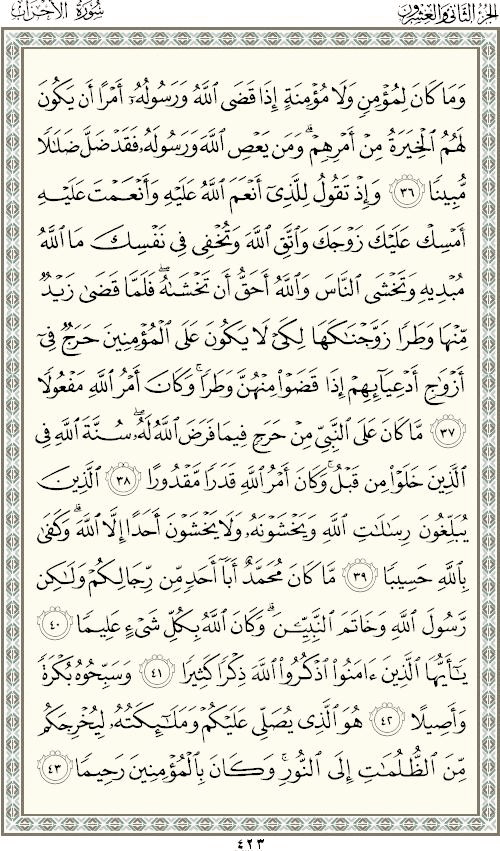 الجزء الثاني والعشرون
سُورَةُ الأَحْزَابِ
وَمَا كَانَ لِمُؤْمِنٍ وَلَا مُؤْمِنَةٍ إِذَا قَضَى ٱللَّهُ وَرَسُولُهُۥٓ أَمْرًا أَن يَكُونَ
لَهُمُ ٱلْخِيَرَةُ مِنْ أَمْرِهِمْ ۗ وَمَن يَعْصِ ٱللَّهَ وَرَسُولَهُۥ فَقَدْ ضَلَّ ضَلَٰلًا
مُّبِينًا ٣٦ وَإِذْ تَقُولُ لِلَّذِىٓ أَنْعَمَ ٱللَّهُ عَلَيْهِ وَأَنْعَمْتَ عَلَيْهِ
أَمْسِكْ عَلَيْكَ زَوْجَكَ وَٱتَّقِ ٱللَّهَ وَتُخْفِى فِى نَفْسِكَ مَا ٱللَّهُ
مُبْدِيهِ وَتَخْشَى ٱلنَّاسَ وَٱللَّهُ أَحَقُّ أَن تَخْشَىٰهُ ۖ فَلَمَّا قَضَىٰ زَيْدٌ
مِّنْهَا وَطَرًا زَوَّجْنَٰكَهَا لِكَىْ لَا يَكُونَ عَلَى ٱلْمُؤْمِنِينَ حَرَجٌ فِىٓ
أَزْوَٰجِ أَدْعِيَآئِهِمْ إِذَا قَضَوْا۟ مِنْهُنَّ وَطَرًا ۚ وَكَانَ أَمْرُ ٱللَّهِ مَفْعُولًا
٣٧ مَّا كَانَ عَلَى ٱلنَّبِىِّ مِنْ حَرَجٍ فِيمَا فَرَضَ ٱللَّهُ لَهُۥ ۖ سُنَّةَ ٱللَّهِ فِى
ٱلَّذِينَ خَلَوْا۟ مِن قَبْلُ ۚ وَكَانَ أَمْرُ ٱللَّهِ قَدَرًا مَّقْدُورًا ٣٨ ٱلَّذِينَ
يُبَلِّغُونَ رِسَٰلَٰتِ ٱللَّهِ وَيَخْشَوْنَهُۥ وَلَا يَخْشَوْنَ أَحَدًا إِلَّا ٱللَّهَ ۗ وَكَفَىٰ
بِٱللَّهِ حَسِيبًا ٣٩ مَّا كَانَ مُحَمَّدٌ أَبَآ أَحَدٍ مِّن رِّجَالِكُمْ وَلَٰكِن
رَّسُولَ ٱللَّهِ وَخَاتَمَ ٱلنَّبِيِّۦنَ ۗ وَكَانَ ٱللَّهُ بِكُلِّ شَىْءٍ عَلِيمًا ٤٠
يَٰٓأَيُّهَا ٱلَّذِينَ ءَامَنُوا۟ ٱذْكُرُوا۟ ٱللَّهَ ذِكْرًا كَثِيرًا ٤١ وَسَبِّحُوهُ بُكْرَةً
وَأَصِيلًا ٤٢ هُوَ ٱلَّذِى يُصَلِّى عَلَيْكُمْ وَمَلَٰٓئِكَتُهُۥ لِيُخْرِجَكُم
مِّنَ ٱلظُّلُمَٰتِ إِلَى ٱلنُّورِ ۚ وَكَانَ بِٱلْمُؤْمِنِينَ رَحِيمًا ٤٣
٤٢٣